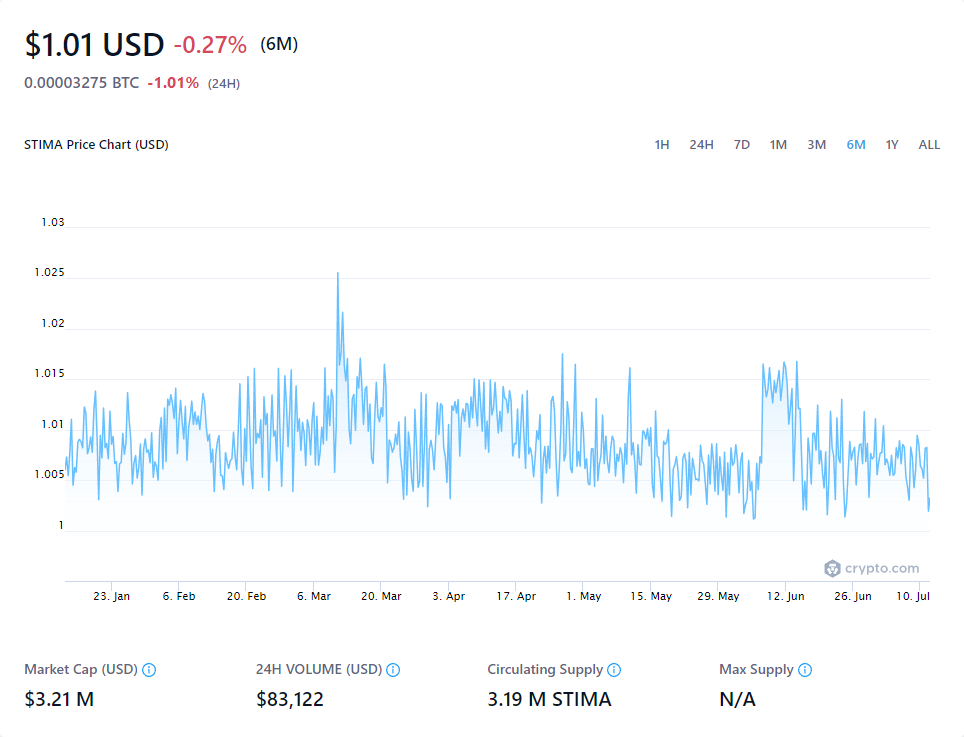 $1.01 USD -0.27% (6M)
0.00003275 BTC -1.01% (24H)
STIMA Price Chart (USD) 1H 24H 7D 1M 3M 6M 1Y ALL
1.03
1.025
1.02
1.015
1.01
1.005
1
crypto.com
23. Jan 6. Feb 20. Feb 6. Mar 20. Mar 3. Apr 17. Apr 1. May 15. May 29. May 12. Jun 26. Jun 10. Jul
Market Cap (USD) 24H VOLUME (USD) Circulating Supply Max Supply
$3.21 M $83,122 3.19 M STIMA N/A